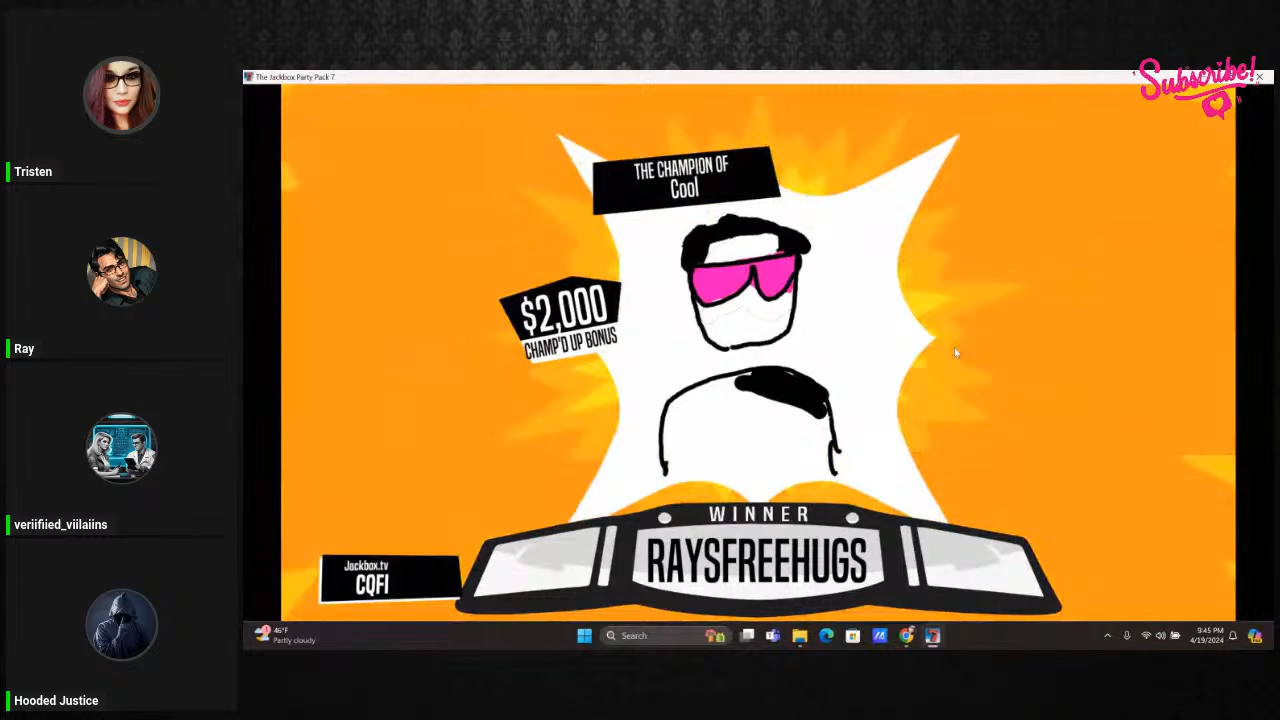 Tristen
Ray
veriifiied_viilaiins
Hooded Justice
The Jackbox Party Pack 7
Subscribe!
THE CHAMPION OF
Cool
$2,000
CHAMP'D UP BONUS
WINNER
RAYSFREEHUGS
Jackbox.tv
CQFI
46°F
Partly cloudy
Search
9:45 PM
4/19/2024